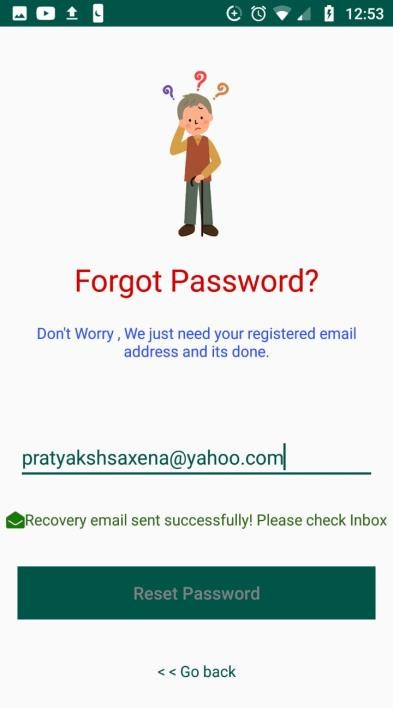 12:53
? ? ?
Forgot Password?
Don't Worry , We just need your registered email
address and its done.
pratyakshsaxena@yahoo.com
Recovery email sent successfully! Please check Inbox
Reset Password
< < Go back